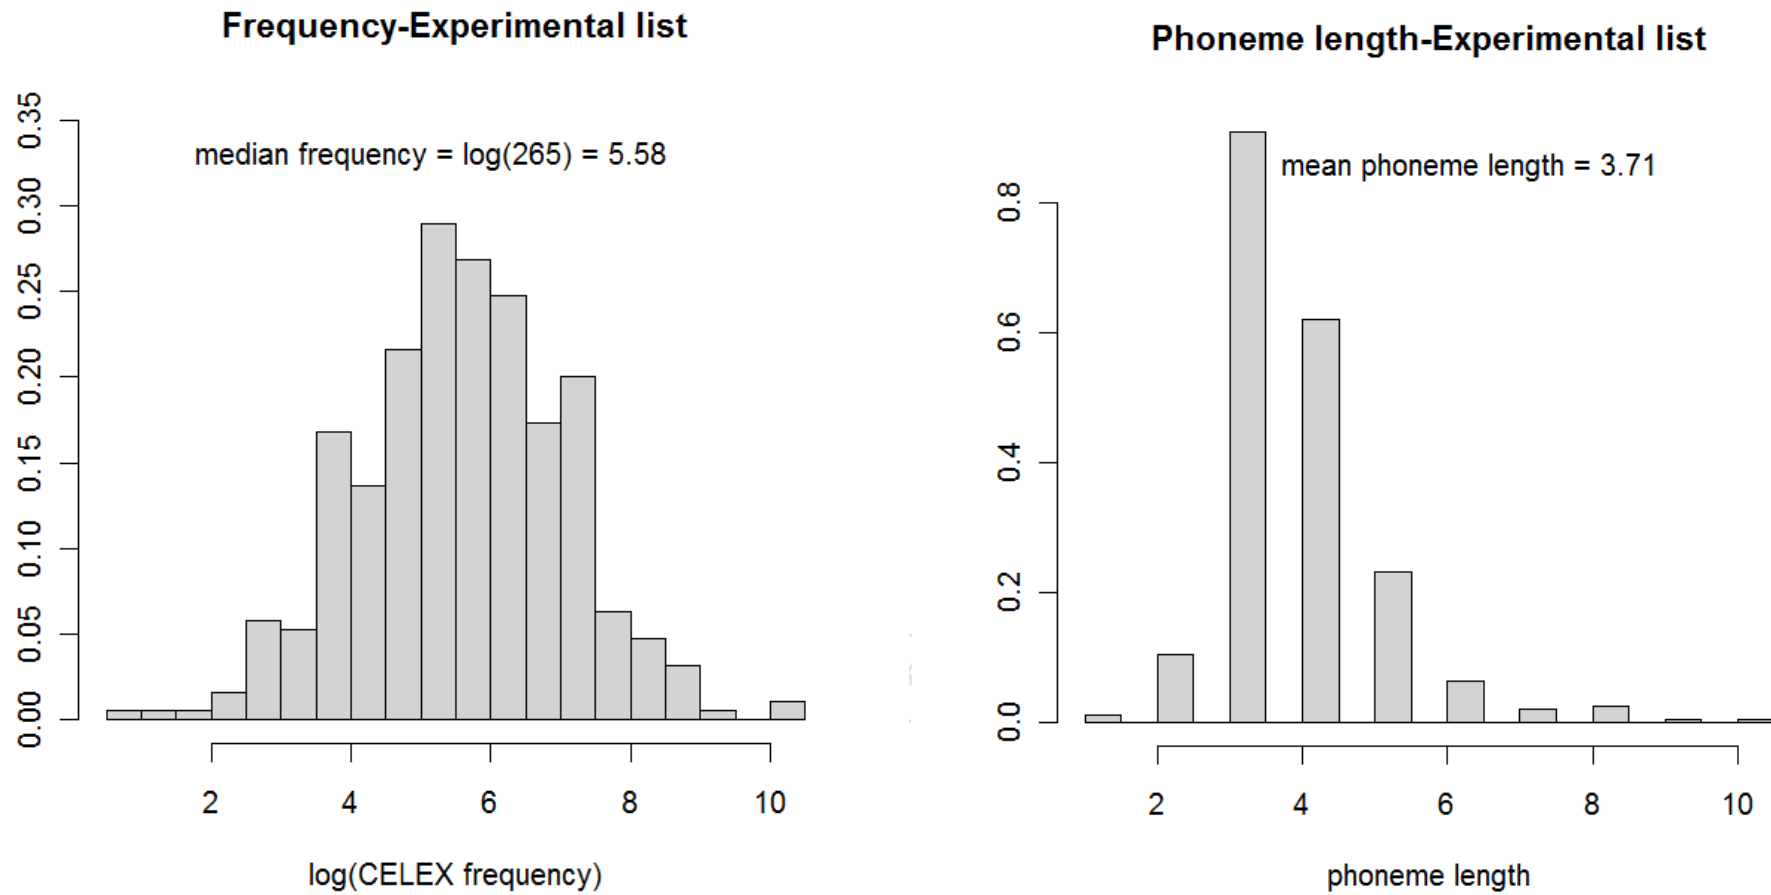 Frequency-Experimental list
0.35
0.30
0.25
0.20
0.15
0.10
0.05
0.00
median frequency = log(265) = 5.58
2 4 6 8 10
log(CELEX frequency)
Phoneme length-Experimental list
0.8
0.6
0.4
0.2
0.0
mean phoneme length = 3.71
2 4 6 8 10
phoneme length